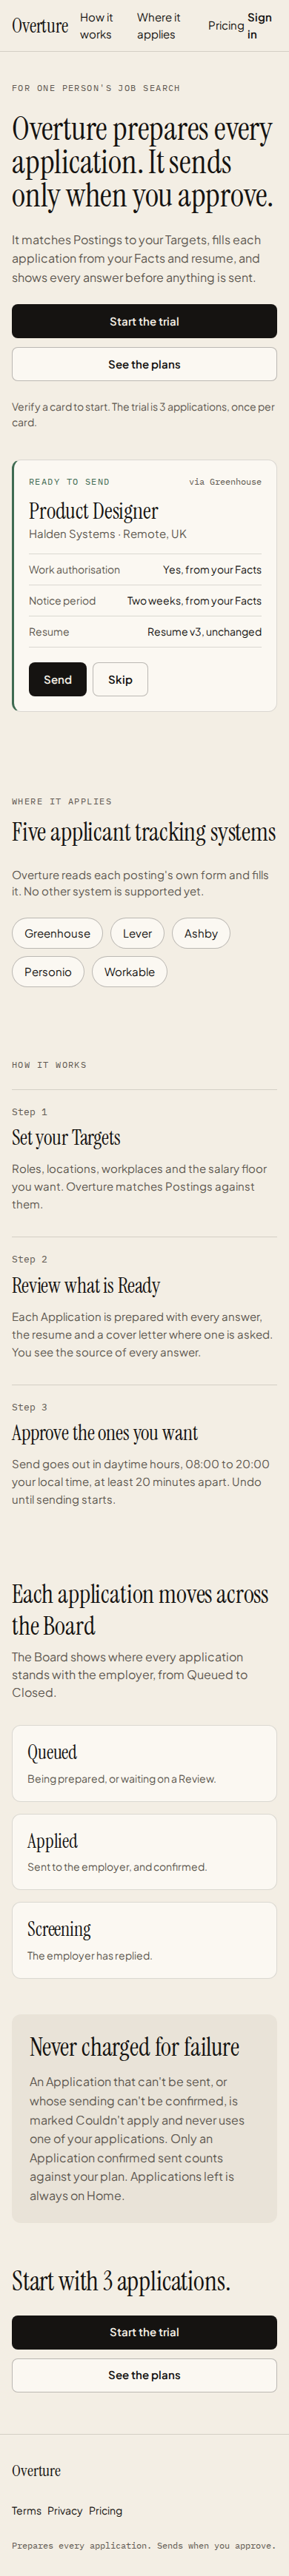 Overture
How it works
Where it applies
Pricing
Sign in
FOR ONE PERSON'S JOB SEARCH
Overture prepares every
application. It sends
only when you approve.
It matches Postings to your Targets, fills each
application from your Facts and resume, and
shows every answer before anything is sent.
Start the trial
See the plans
Verify a card to start. The trial is 3 applications, once per
card.
READY TO SEND
via Greenhouse
Product Designer
Halden Systems · Remote, UK
Work authorisation
Yes, from your Facts
Notice period
Two weeks, from your Facts
Resume
Resume v3, unchanged
Send
Skip
WHERE IT APPLIES
Five applicant tracking systems
Overture reads each posting's own form and fills
it. No other system is supported yet.
Greenhouse
Lever
Ashby
Personio
Workable
HOW IT WORKS
Step 1
Set your Targets
Roles, locations, workplaces and the salary floor
you want. Overture matches Postings against
them.
Step 2
Review what is Ready
Each Application is prepared with every answer,
the resume and a cover letter where one is asked.
You see the source of every answer.
Step 3
Approve the ones you want
Send goes out in daytime hours, 08:00 to 20:00
your local time, at least 20 minutes apart. Undo
until sending starts.
Each application moves across
the Board
The Board shows where every application
stands with the employer, from Queued to
Closed.
Queued
Being prepared, or waiting on a Review.
Applied
Sent to the employer, and confirmed.
Screening
The employer has replied.
Never charged for failure
An Application that can't be sent, or
whose sending can't be confirmed, is
marked Couldn't apply and never uses
one of your applications. Only an
Application confirmed sent counts
against your plan. Applications left is
always on Home.
Start with 3 applications.
Start the trial
See the plans
Overture
Terms Privacy Pricing
Prepares every application. Sends when you approve.